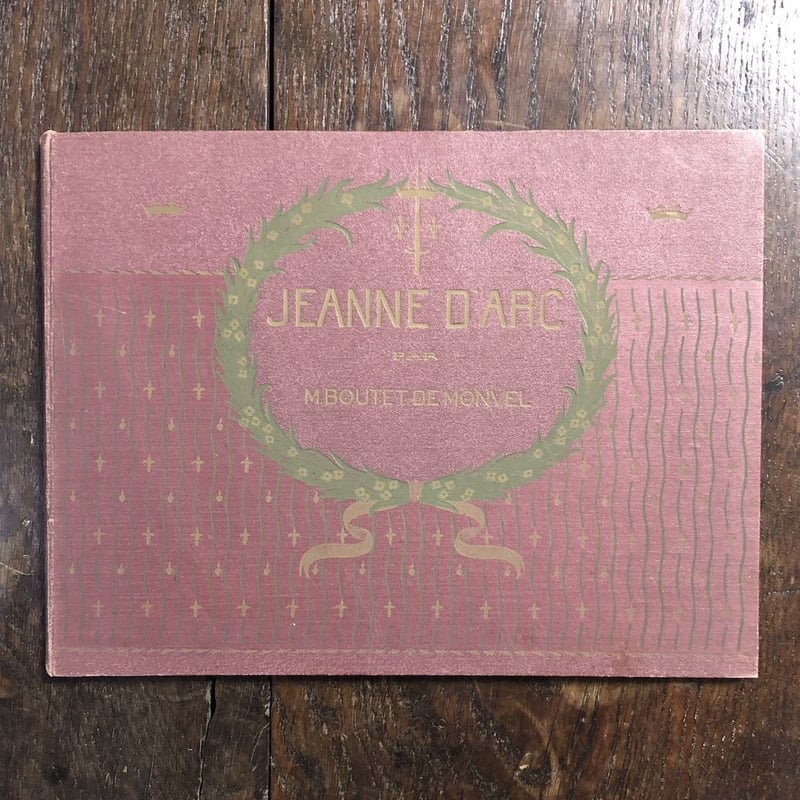 JEANNE D'ARC
PAR
M. BOUTET DE MONVEL